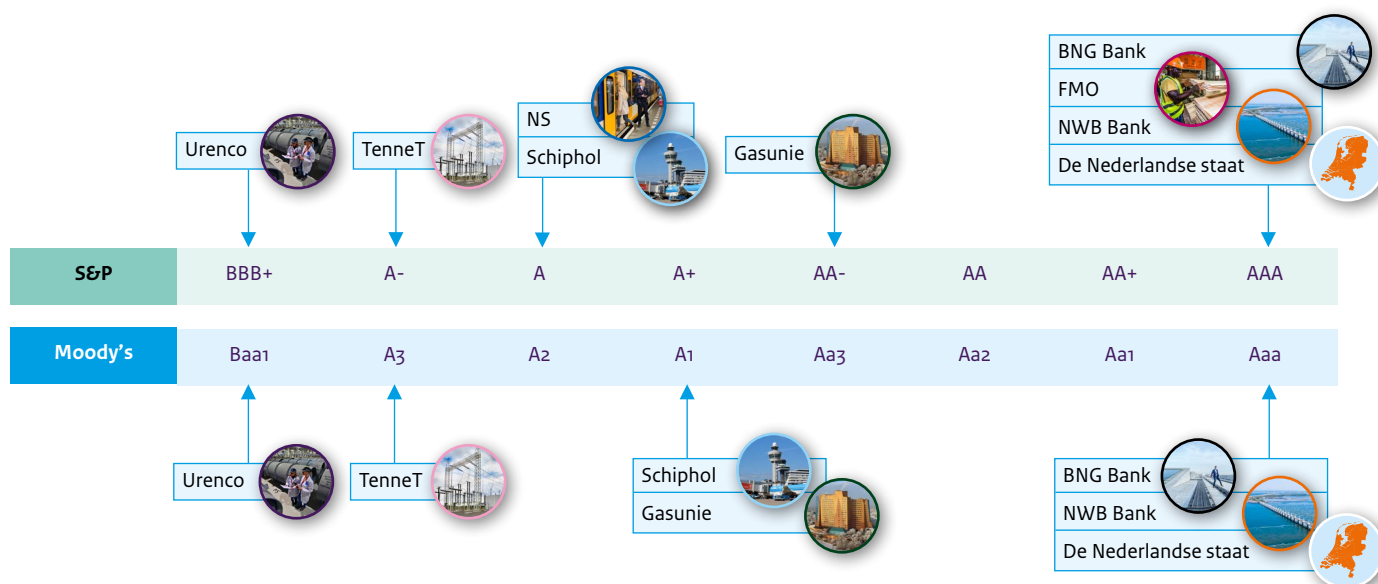 BNG Bank
FMO
NWB Bank
De Nederlandse staat
NS
Schiphol
Urenco
TenneT
Gasunie
S&P BBB+ A- A A+ AA- AA AA+ AAA
Moody's Baa1 A3 A2 A1 Aa3 Aa2 Aa1 Aaa
Urenco
TenneT
Schiphol
Gasunie
BNG Bank
NWB Bank
De Nederlandse staat